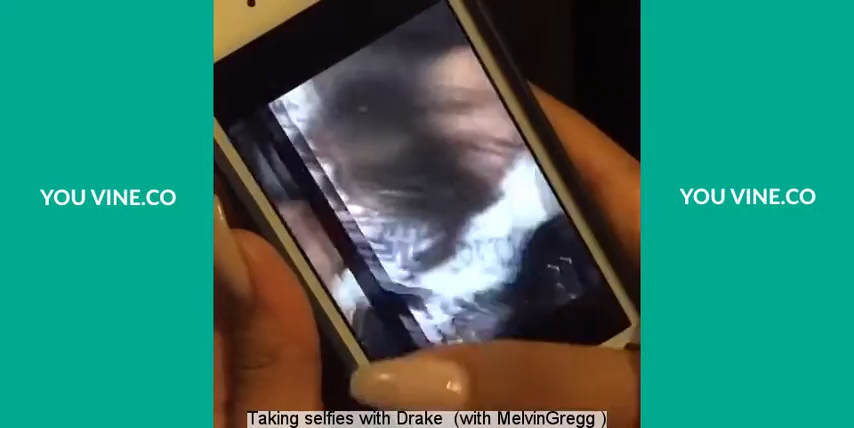 YOU VINE.CO
YOU VINE.CO
Taking selfies with Drake (with MelvinGregg )